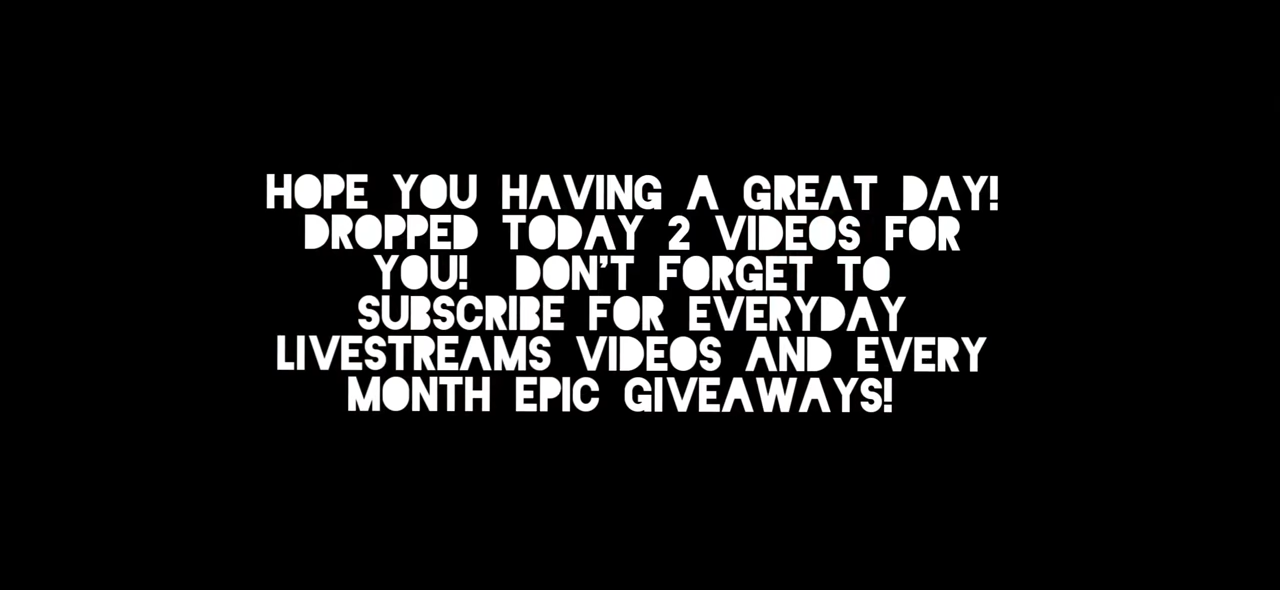 HOPE YOU HAVING A GREAT DAY!
DROPPED TODAY 2 VIDEOS FOR
YOU! DON'T FORGET TO
SUBSCRIBE FOR EVERYDAY
LIVESTREAMS VIDEOS AND EVERY
MONTH EPIC GIVEAWAYS!